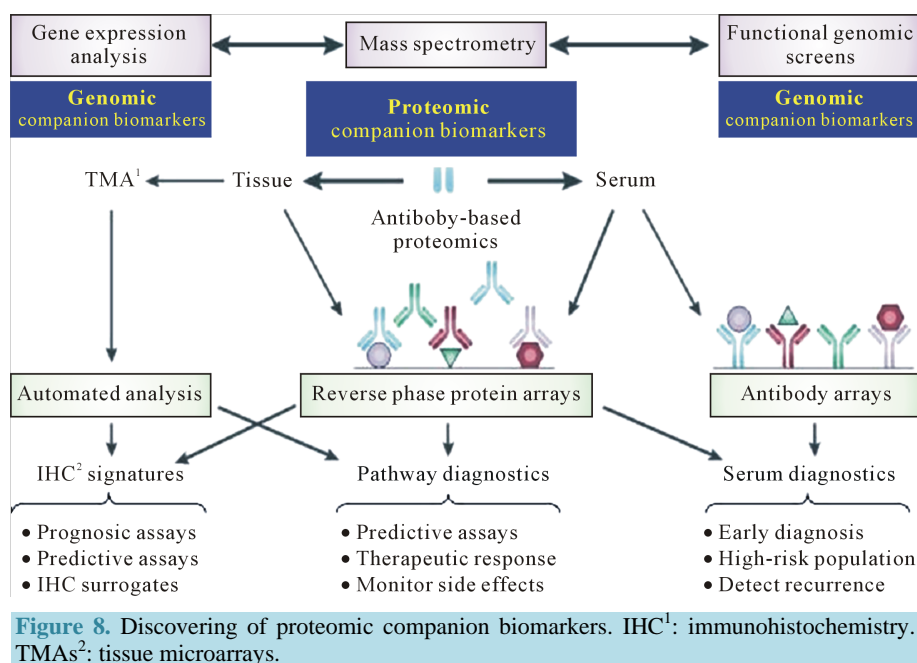 Gene expression
analysis
Mass spectrometry
Functional genomic
screens
Genomic
companion biomarkers
Proteomic
companion biomarkers
Genomic
companion biomarkers
TMA¹
Tissue
Serum
Antiboby-based
proteomics
Automated analysis
Reverse phase protein arrays
Antibody arrays
IHC² signatures
Pathway diagnostics
Serum diagnostics
• Prognosic assays
• Predictive assays
• IHC surrogates
• Predictive assays
• Therapeutic response
• Monitor side effects
• Early diagnosis
• High-risk population
• Detect recurrence
Figure 8. Discovering of proteomic companion biomarkers. IHC¹: immunohistochemistry.
TMAs²: tissue microarrays.